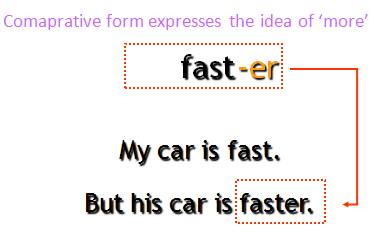 Comaprative form expresses the idea of ‘more’
fast-er
My car is fast.
But his car is faster.